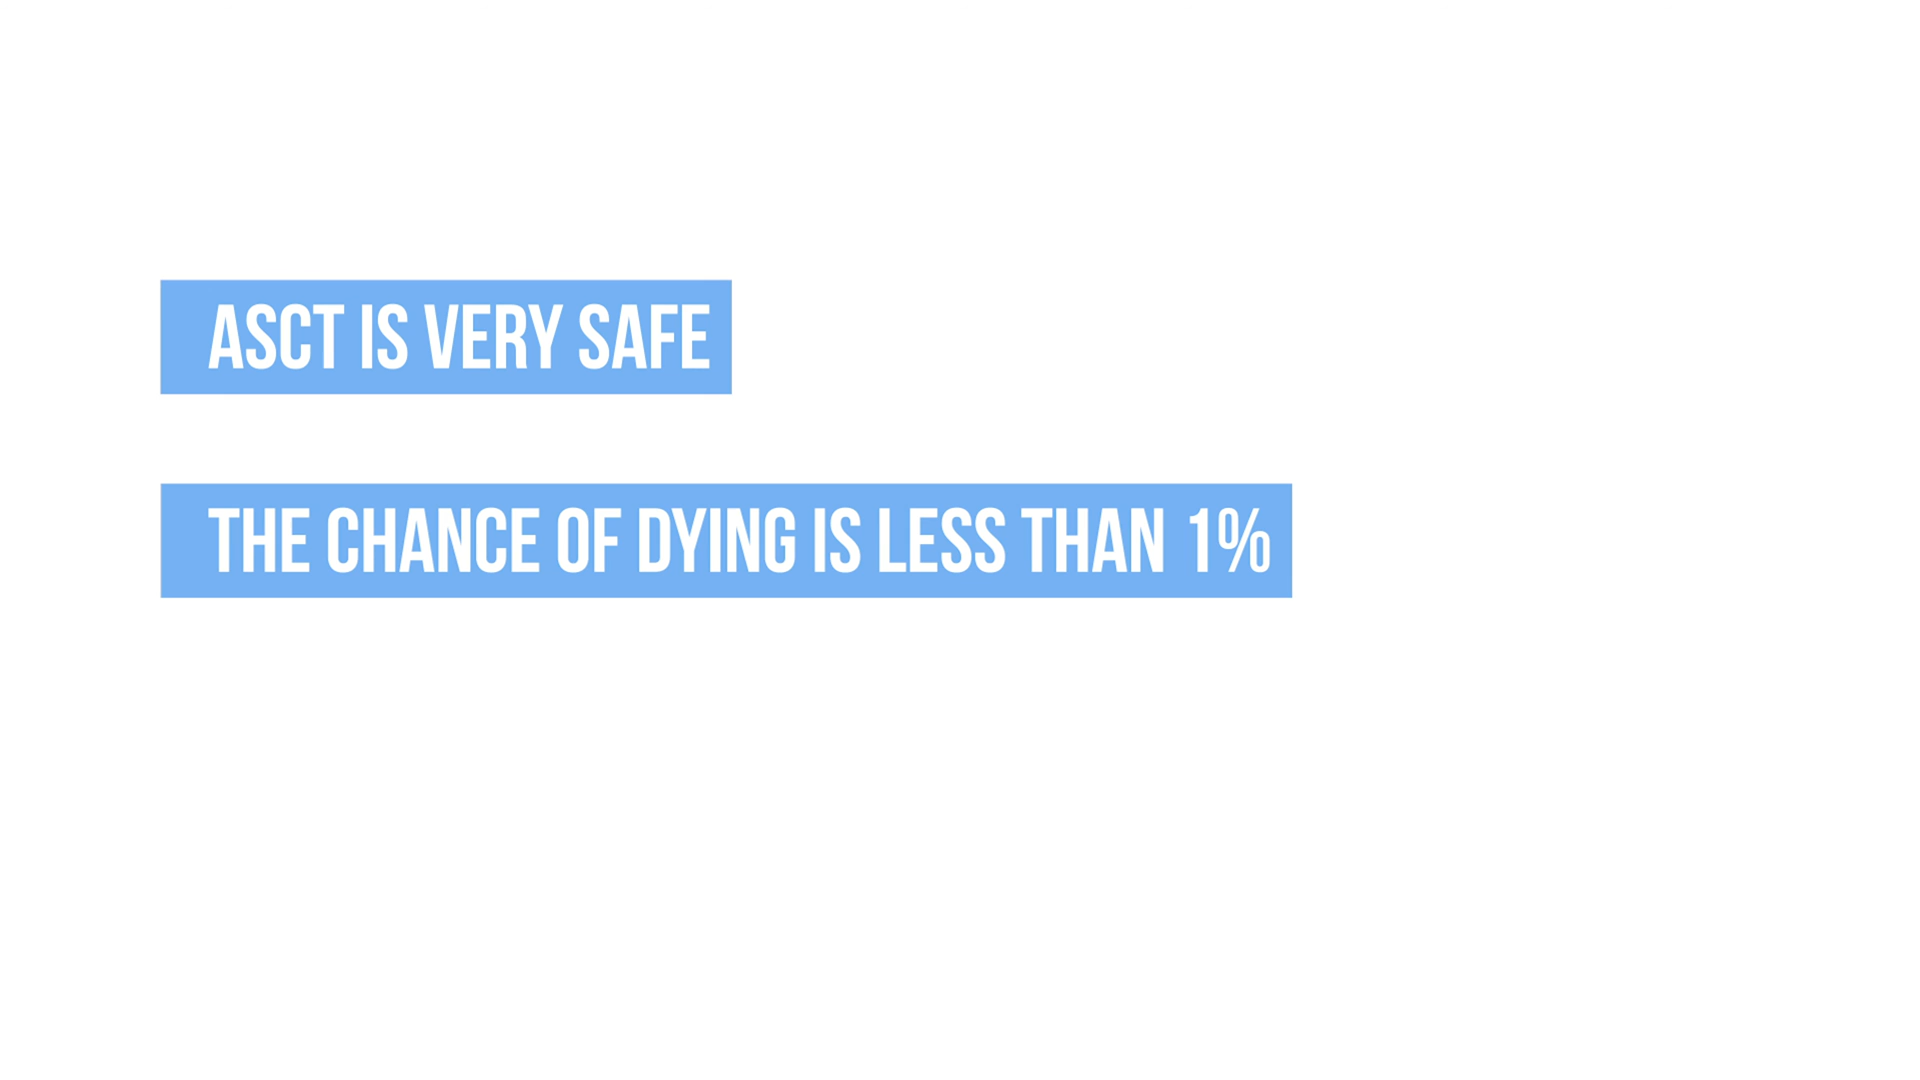 ASCT IS VERY SAFE
THE CHANCE OF DYING IS LESS THAN 1%